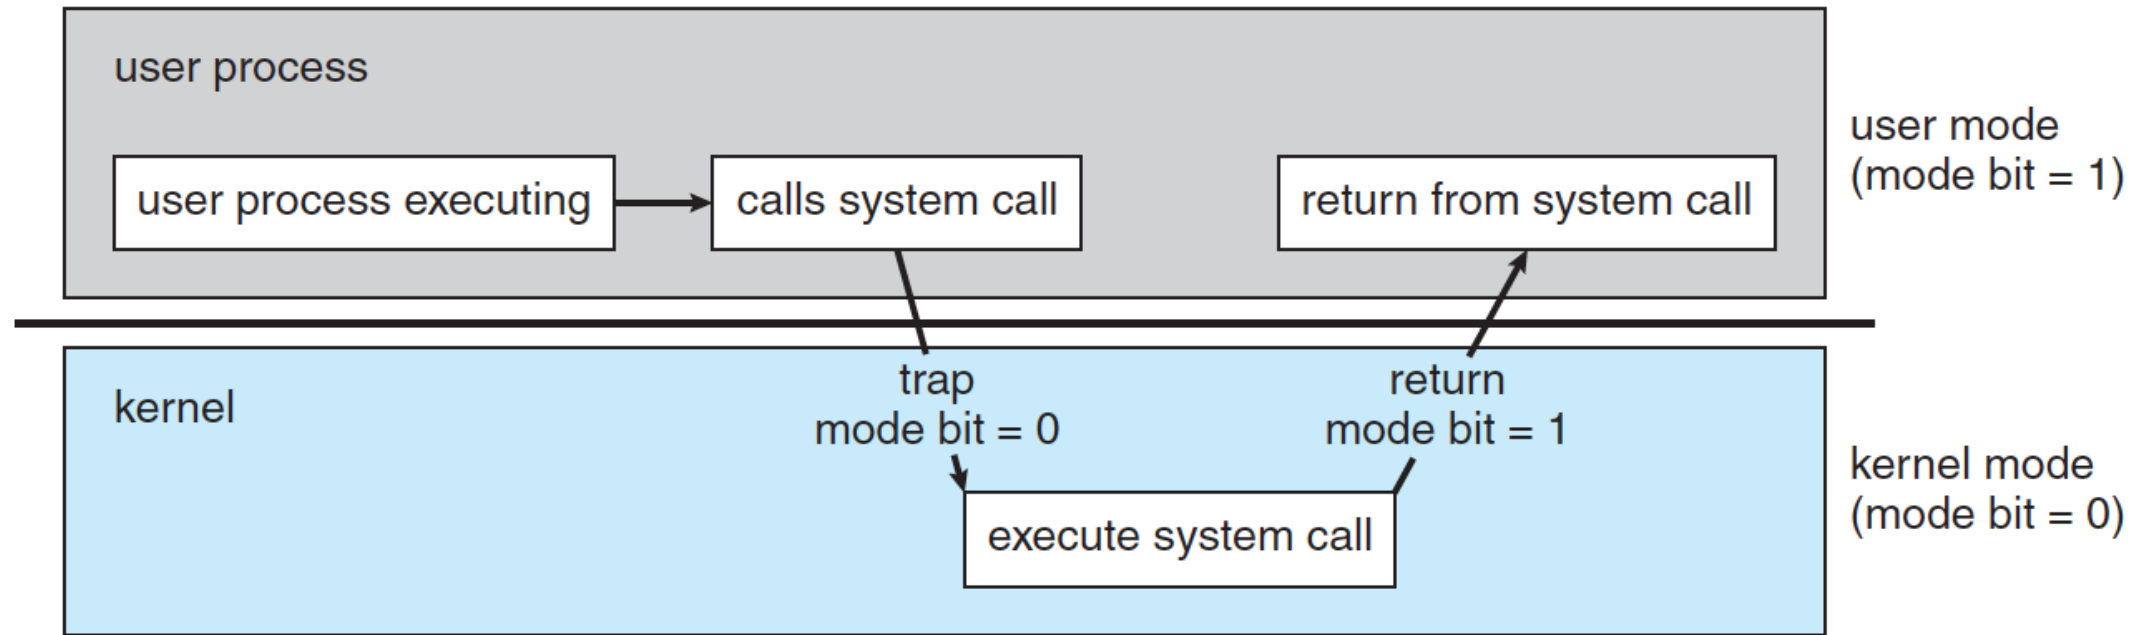 user process
user process executing
calls system call
return from system call
user mode
(mode bit = 1)
kernel
trap
mode bit = 0
return
mode bit = 1
execute system call
kernel mode
(mode bit = 0)